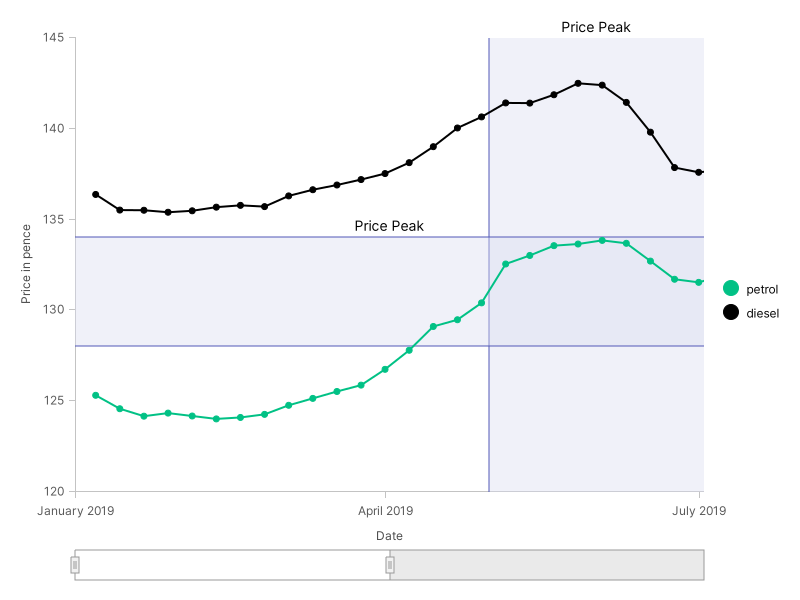 Price Peak
145
140
135
130
125
120
Price in pence
Price Peak
petrol
diesel
January 2019
April 2019
July 2019
Date